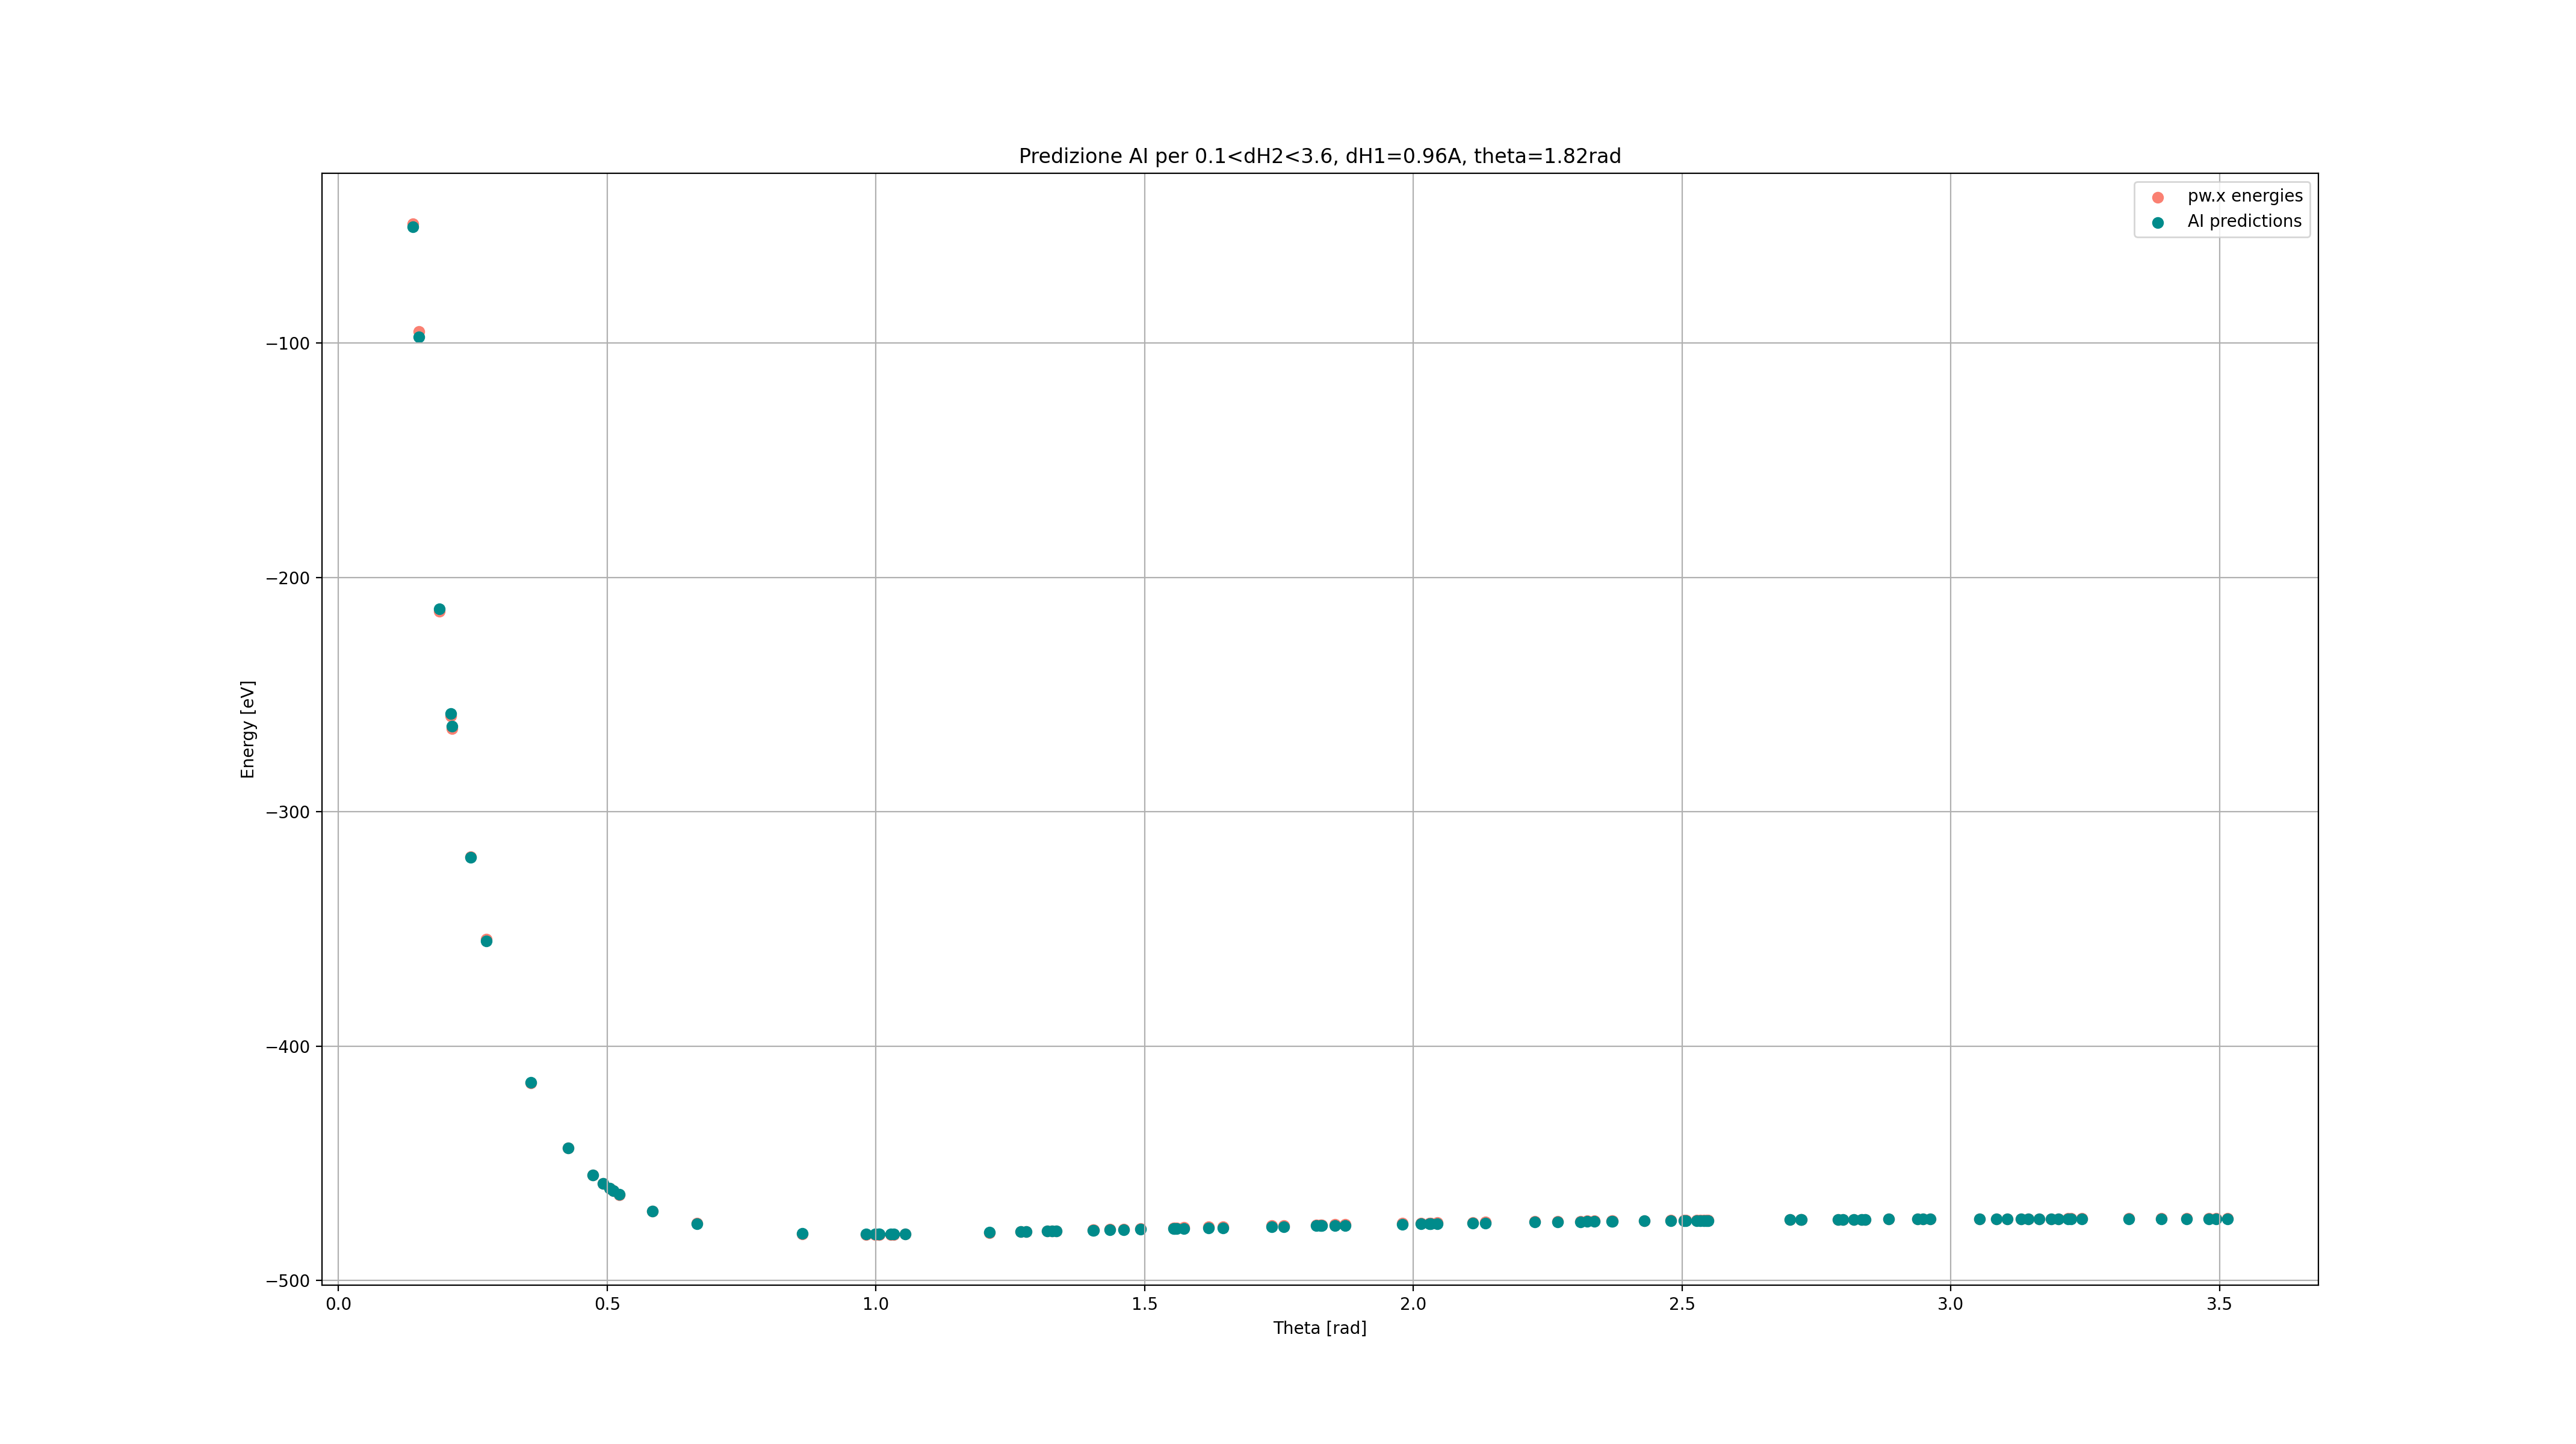 Predizione AI per 0.1<dH2<3.6, dH1=0.96A, theta=1.82rad
pw.x energies
AI predictions
−100
−200
−300
−400
−500
Energy [eV]
0.0 0.5 1.0 1.5 2.0 2.5 3.0 3.5
Theta [rad]